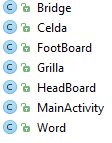 C Bridge
C Celda
C FootBoard
C Grilla
C HeadBoard
C MainActivity
C Word